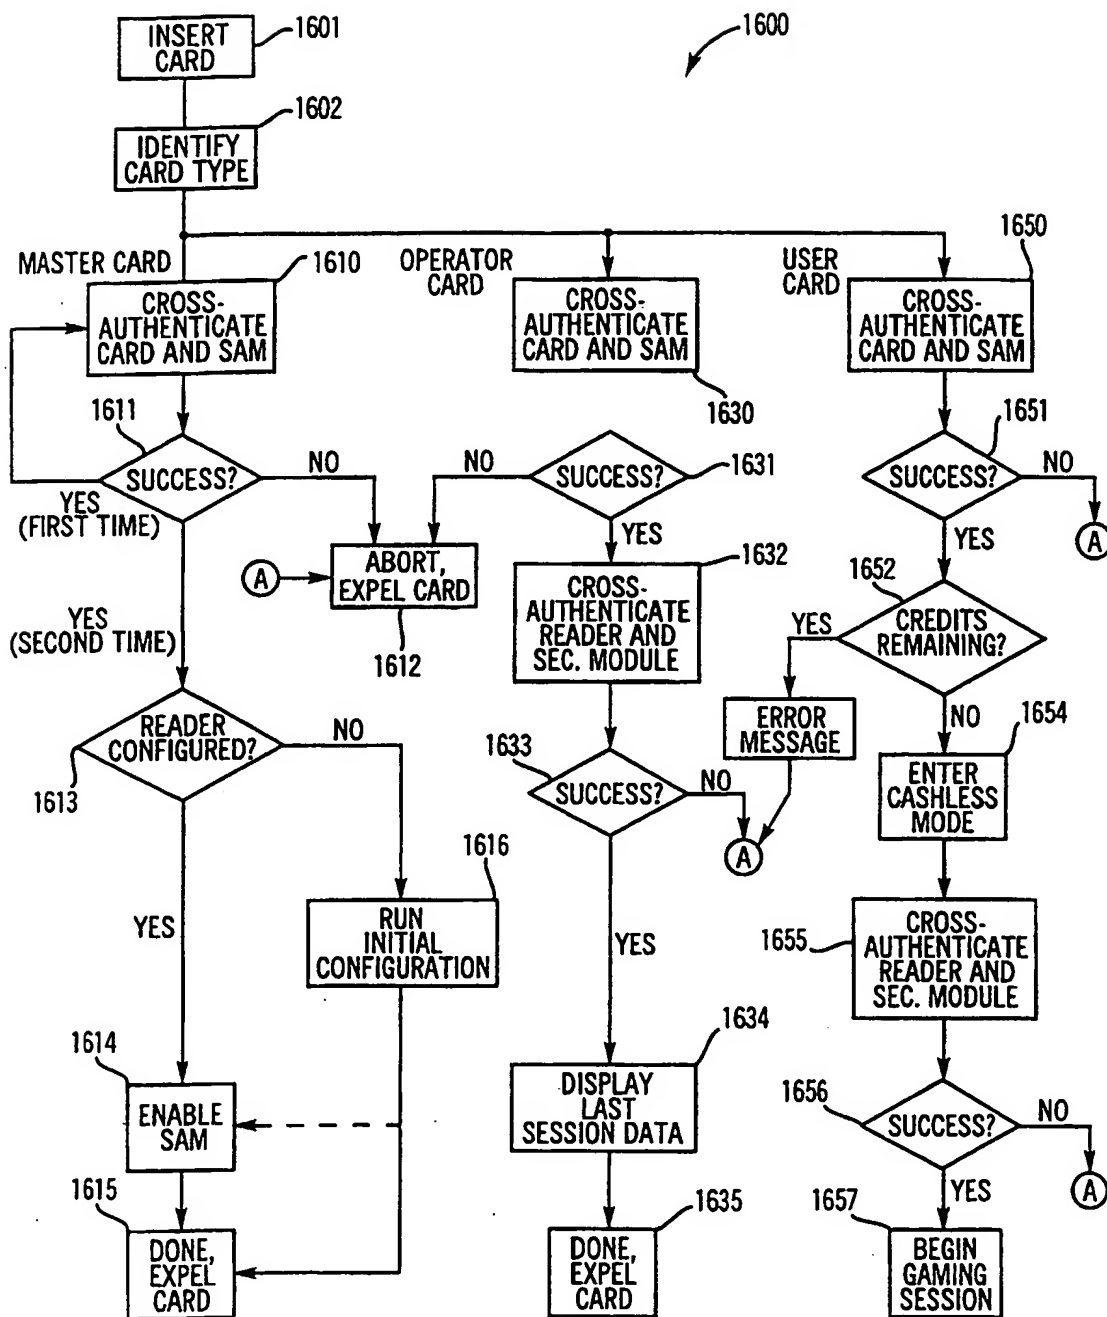 1600
INSERT
CARD
1601
IDENTIFY
CARD TYPE
1602
MASTER CARD
1610
CROSS-
AUTHENTICATE
CARD AND SAM
1611
SUCCESS?
NO
YES
(FIRST TIME)
YES
(SECOND TIME)
A
ABORT,
EXPEL CARD
1612
READER
CONFIGURED?
1613
NO
YES
1616
RUN
INITIAL
CONFIGURATION
1614
ENABLE
SAM
1615
DONE,
EXPEL
CARD
OPERATOR
CARD
CROSS-
AUTHENTICATE
CARD AND SAM
1630
NO
SUCCESS?
1631
YES
1632
CROSS-
AUTHENTICATE
READER AND
SEC. MODULE
1633
SUCCESS?
NO
A
YES
1634
DISPLAY
LAST
SESSION DATA
1635
DONE,
EXPEL
CARD
USER
CARD
1650
CROSS-
AUTHENTICATE
CARD AND SAM
1651
SUCCESS?
NO
A
YES
1652
CREDITS
REMAINING?
YES
ERROR
MESSAGE
NO
1654
ENTER
CASHLESS
MODE
1655
CROSS-
AUTHENTICATE
READER AND
SEC. MODULE
1656
SUCCESS?
NO
A
YES
1657
BEGIN
GAMING
SESSION